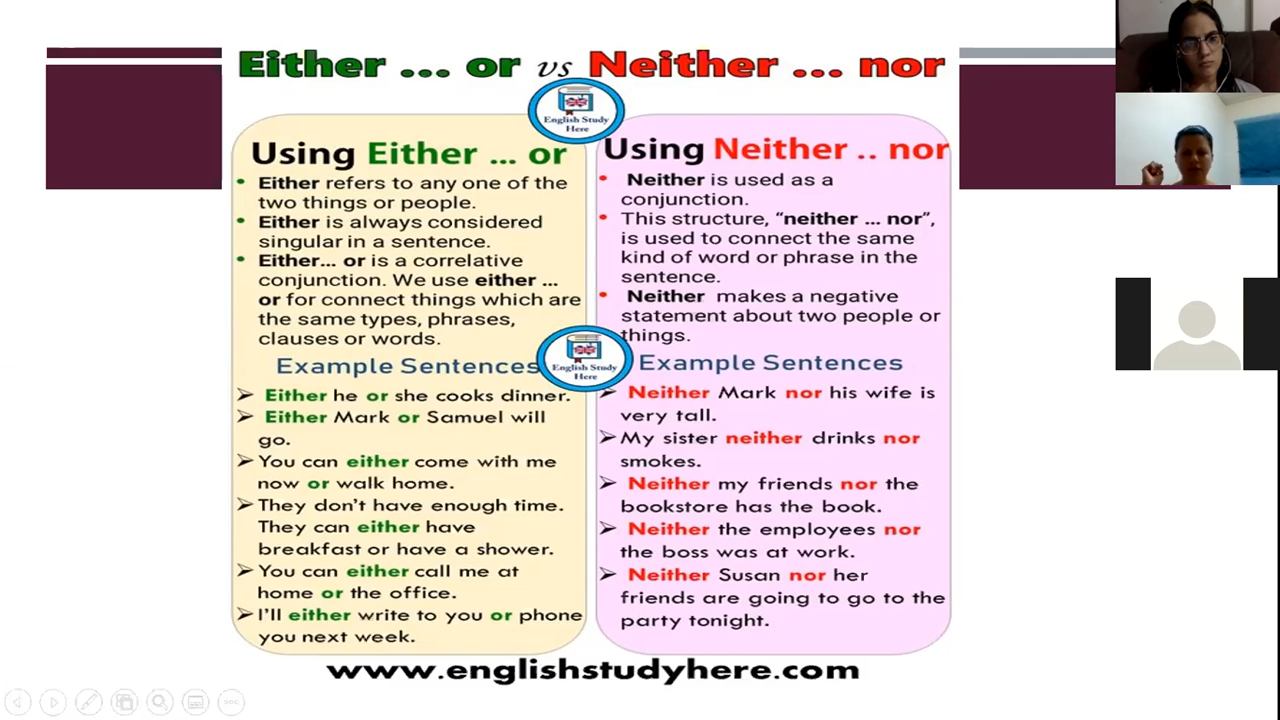 Either ... or vs Neither ... nor
English Study
Here
Using Either ... or
• Either refers to any one of the
two things or people.
• Either is always considered
singular in a sentence.
• Either... or is a correlative
conjunction. We use either ...
or for connect things which are
the same types, phrases,
clauses or words.
Example Sentences
➢ Either he or she cooks dinner.
➢ Either Mark or Samuel will
go.
➢ You can either come with me
now or walk home.
➢ They don't have enough time.
They can either have
breakfast or have a shower.
➢ You can either call me at
home or the office.
➢ I'll either write to you or phone
you next week.
Using Neither .. nor
• Neither is used as a
conjunction.
• This structure, “neither ... nor”,
is used to connect the same
kind of word or phrase in the
sentence.
• Neither makes a negative
statement about two people or
things.
English Study
Here
Example Sentences
➢ Neither Mark nor his wife is
very tall.
➢ My sister neither drinks nor
smokes.
➢ Neither my friends nor the
bookstore has the book.
➢ Neither the employees nor
the boss was at work.
➢ Neither Susan nor her
friends are going to go to the
party tonight.
www.englishstudyhere.com